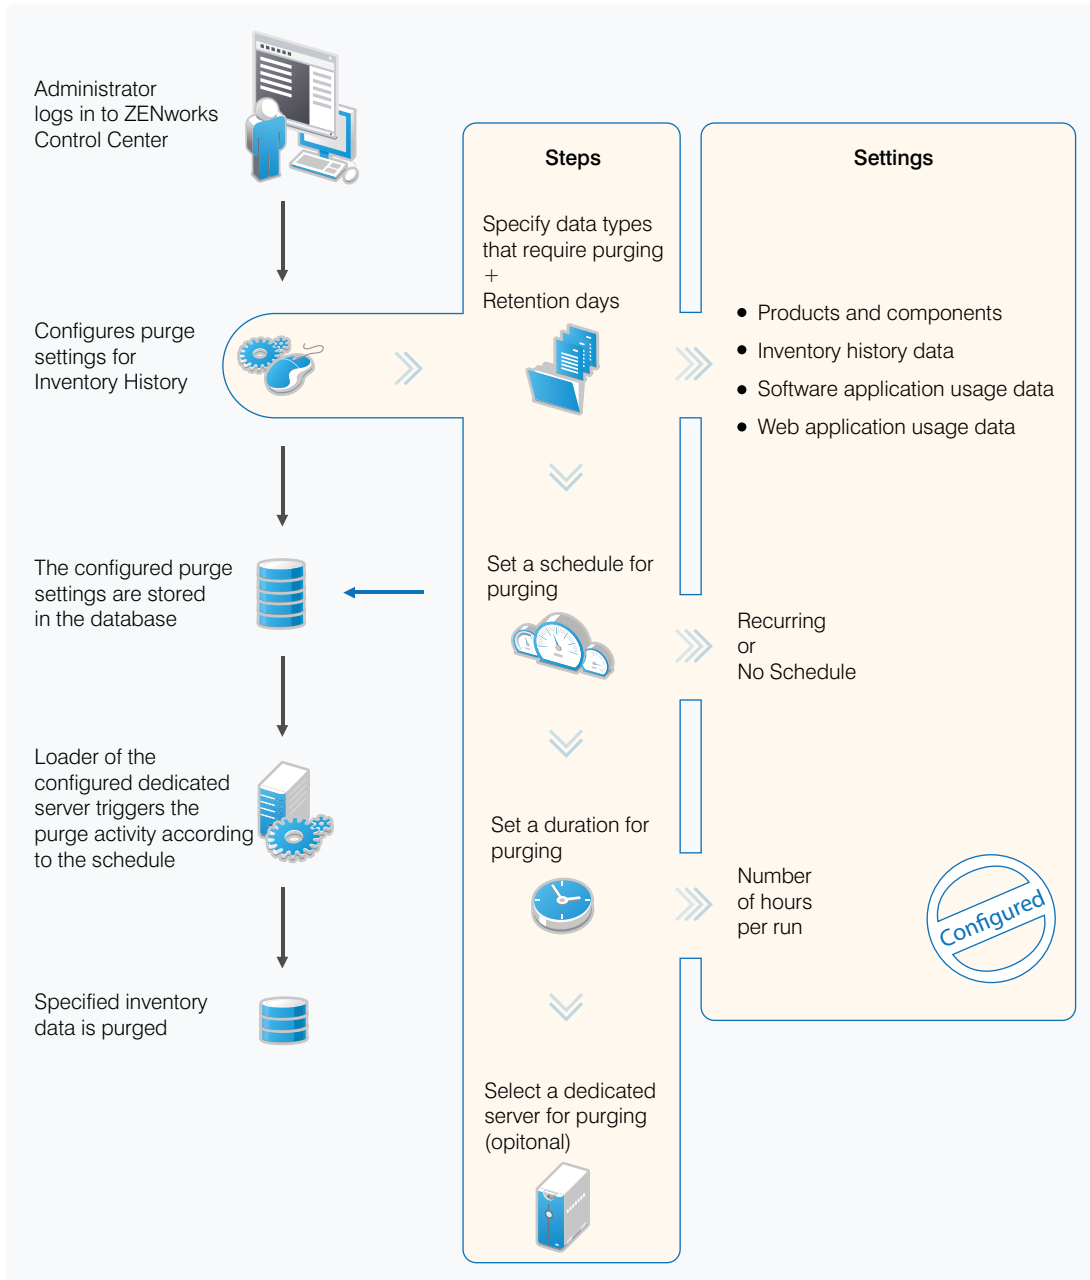 Administrator
logs in to ZENworks
Control Center
Configures purge
settings for
Inventory History
The configured purge
settings are stored
in the database
Loader of the
configured dedicated
server triggers the
purge activity according
to the schedule
Specified inventory
data is purged
Steps
Specify data types
that require purging
+
Retention days
Set a schedule for
purging
Set a duration for
purging
Select a dedicated
server for purging
(opitonal)
Settings
• Products and components
• Inventory history data
• Software application usage data
• Web application usage data
Recurring
or
No Schedule
Number
of hours
per run
Configured